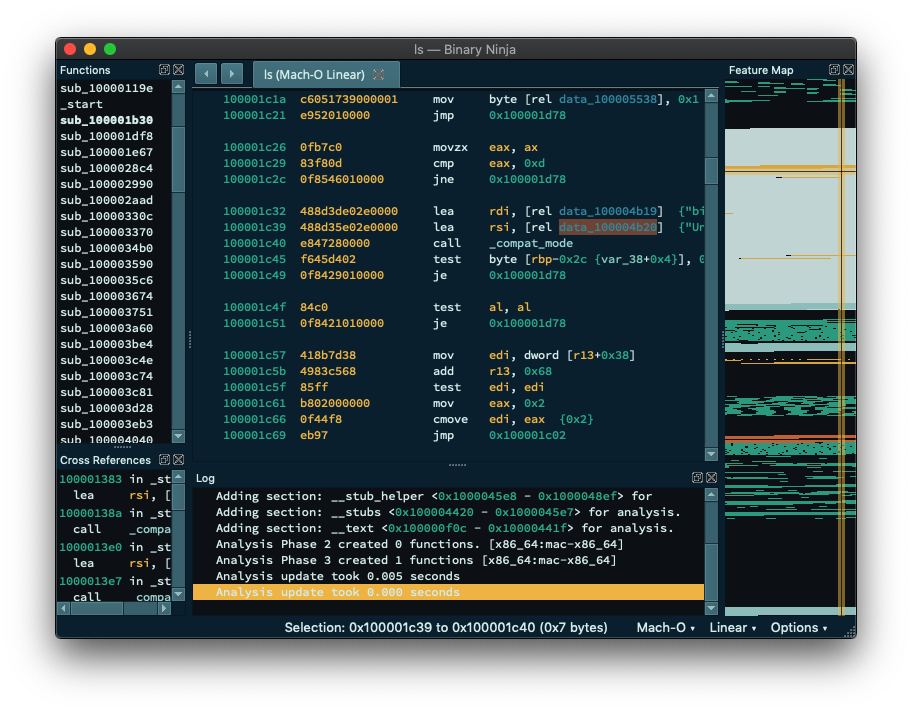 ls — Binary Ninja
Functions
sub_10000119e
_start
sub_100001b30
sub_100001df8
sub_100001e67
sub_1000028c4
sub_100002990
sub_100002aad
sub_10000330c
sub_100003370
sub_1000034b0
sub_100003590
sub_1000035c6
sub_100003674
sub_100003751
sub_100003a60
sub_100003be4
sub_100003c4e
sub_100003c74
sub_100003c81
sub_100003d28
sub_100003eb3
sub_100004040
Cross References
100001383 in _st
lea rsi, [
10000138a in _st
call _compa
1000013e0 in _st
lea rsi, [
1000013e7 in _st
call compa
ls (Mach-O Linear)
100001c1a c6051739000001 mov byte [rel data_100005538], 0x1
100001c21 e952010000 jmp 0x100001d78
100001c26 0fb7c0 movzx eax, ax
100001c29 83f80d cmp eax, 0xd
100001c2c 0f8546010000 jne 0x100001d78
100001c32 488d3de02e0000 lea rdi, [rel data_100004b19] {"bi
100001c39 488d35e02e0000 lea rsi, [rel data_100004b20] {"Un
100001c40 e847280000 call _compat_mode
100001c45 f645d402 test byte [rbp-0x2c {var_38+0x4}], 0
100001c49 0f8429010000 je 0x100001d78
100001c4f 84c0 test al, al
100001c51 0f8421010000 je 0x100001d78
100001c57 418b7d38 mov edi, dword [r13+0x38]
100001c5b 4983c568 add r13, 0x68
100001c5f 85ff test edi, edi
100001c61 b802000000 mov eax, 0x2
100001c66 0f44f8 cmove edi, eax {0x2}
100001c69 eb97 jmp 0x100001c02
Log
Adding section: __stub_helper <0x1000045e8 - 0x1000048ef> for
Adding section: __stubs <0x100004420 - 0x1000045e7> for analysis.
Adding section: __text <0x100000f0c - 0x10000441f> for analysis.
Analysis Phase 2 created 0 functions. [x86_64:mac-x86_64]
Analysis Phase 3 created 1 functions [x86_64:mac-x86_64]
Analysis update took 0.005 seconds
Analysis update took 0.000 seconds
Feature Map
Selection: 0x100001c39 to 0x100001c40 (0x7 bytes)
Mach-O
Linear
Options